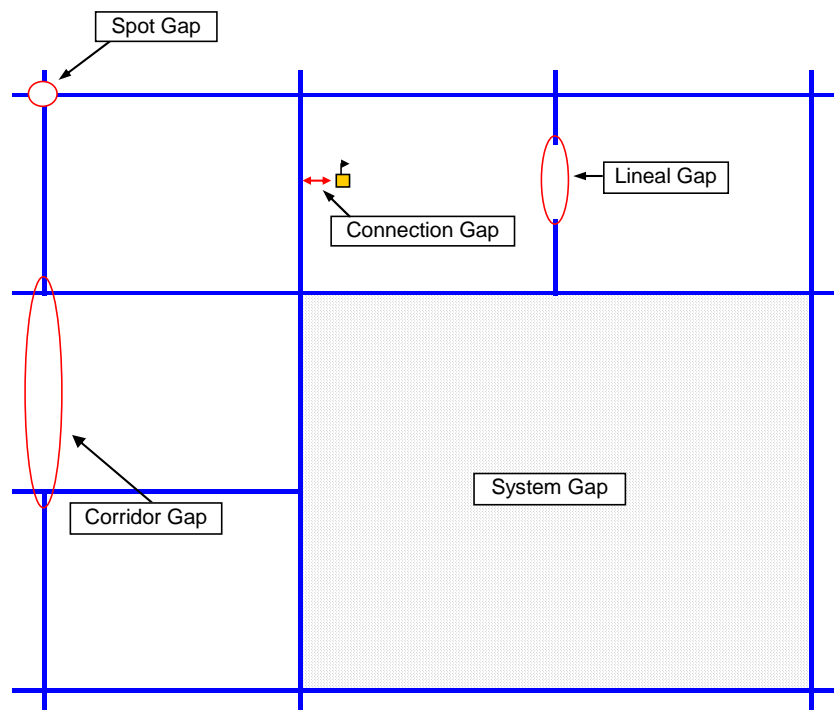 Spot Gap
Lineal Gap
Connection Gap
System Gap
Corridor Gap